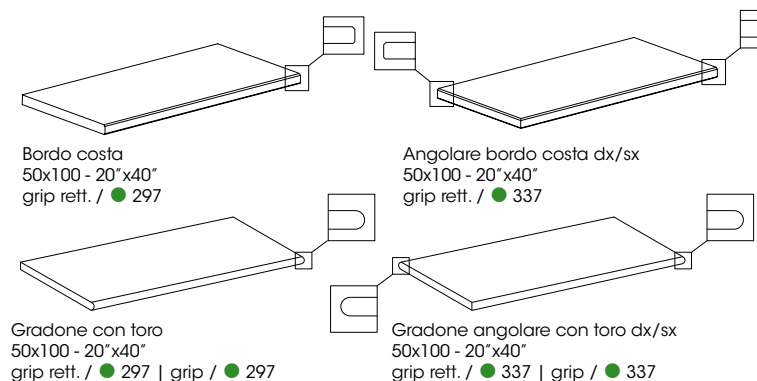 Bordo costa
50x100 - 20"x40"
grip rett. / ● 297
Angolare bordo costa dx/sx
50x100 - 20"x40"
grip rett. / ● 337
Gradone con toro
50x100 - 20"x40"
grip rett. / ● 297 | grip / ● 297
Gradone angolare con toro dx/sx
50x100 - 20"x40"
grip rett. / ● 337 | grip / ● 337